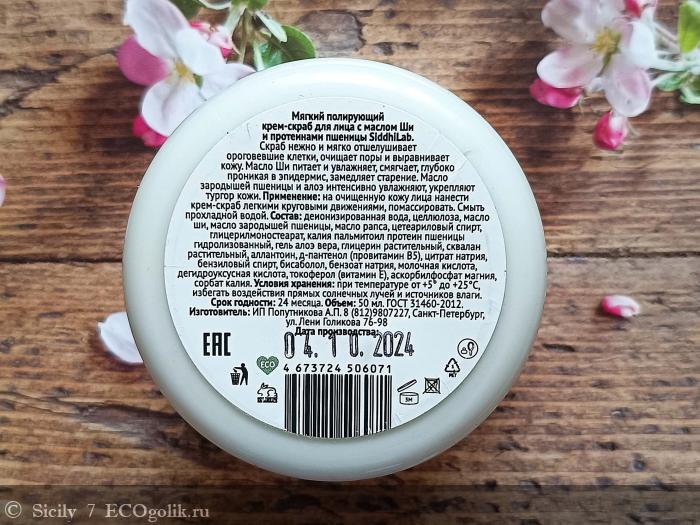 Мягкий полирующий
крем-скраб для лица с маслом Ши
и протеинами пшеницы SiddhiLab.
Скраб нежно и мягко отшелушивает
ороговевшие клетки, очищает поры и выравнивает
кожу. Масло Ши питает и увлажняет, смягчает, глубоко
проникая в эпидермис, замедляет старение. Масло
зародышей пшеницы и алоэ интенсивно увлажняют, укрепляют
тургор кожи. Применение: на очищенную кожу лица нанести
крем-скраб легкими круговыми движениями, помассировать. Смыть
прохладной водой. Состав: деионизированная вода, целлюлоза, масло
ши, масло зародышей пшеницы, масло рапса, цетеариловый спирт,
глицерилмоностеарат, калия пальмитоил протеин пшеницы
гидролизованный, гель алоэ вера, глицерин растительный, сквалан
растительный, аллантоин, д-пантенол (провитамин В5), цитрат натрия,
бензиловый спирт, бисаболол, бензоат натрия, молочная кислота,
дегидроуксусная кислота, токоферол (витамин Е), аскорбилфосфат магния,
сорбат калия. Условия хранения: при температуре от +5° до +25°С,
избегать воздействия прямых солнечных лучей и источников влаги.
Срок годности: 24 месяца. Объем: 50 мл. ГОСТ 31460-2012.
Изготовитель: ИП Попутникова А.П. 8 (812)9807227, Санкт-Петербург,
ул. Лени Голикова 76-98
Дата производства:
04.10.2024
EAC
ECO
4 673724 506071
3M
PET
© Sicily 7 ECOgolik.ru